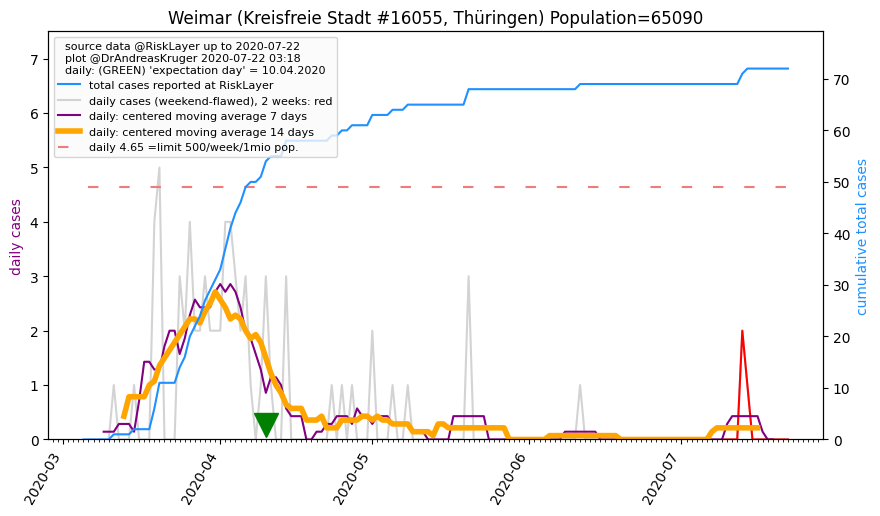 Weimar (Kreisfreie Stadt #16055, Thüringen) Population=65090
source data @RiskLayer up to 2020-07-22
plot @DrAndreasKruger 2020-07-22 03:18
daily: (GREEN) 'expectation day' = 10.04.2020
total cases reported at RiskLayer
daily cases (weekend-flawed), 2 weeks: red
daily: centered moving average 7 days
daily: centered moving average 14 days
daily 4.65 =limit 500/week/1mio pop.
daily cases
7
6
5
4
3
2
1
0
cumulative total cases
70
60
50
40
30
20
10
0
2020-03
2020-04
2020-05
2020-06
2020-07